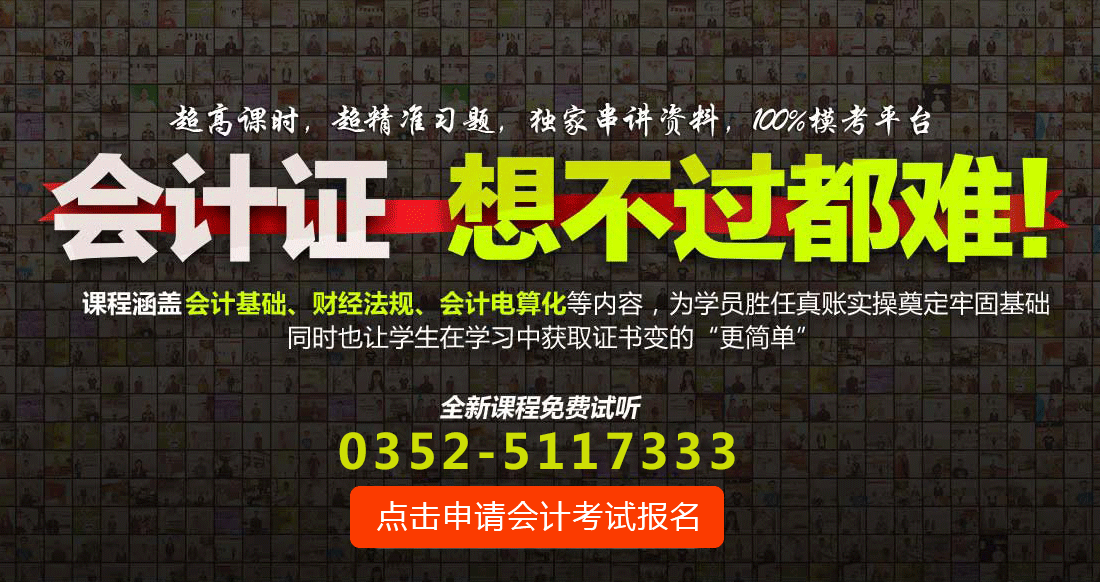 超高课时，超精准习题，独家串讲资料，100%模考平台
会计证 想不过都难！
课程涵盖会计基础、财经法规、会计电算化等内容，为学员胜任真账实操奠定牢固基础
同时也让学生在学习中获取证书变的“更简单”
全新课程免费试听
0352-5117333
点击申请会计考试报名